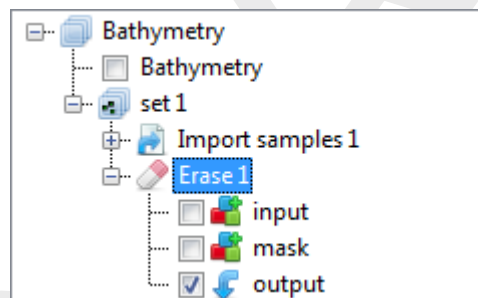 Bathymetry
Bathymetry
set 1
Import samples 1
Erase 1
input
mask
output